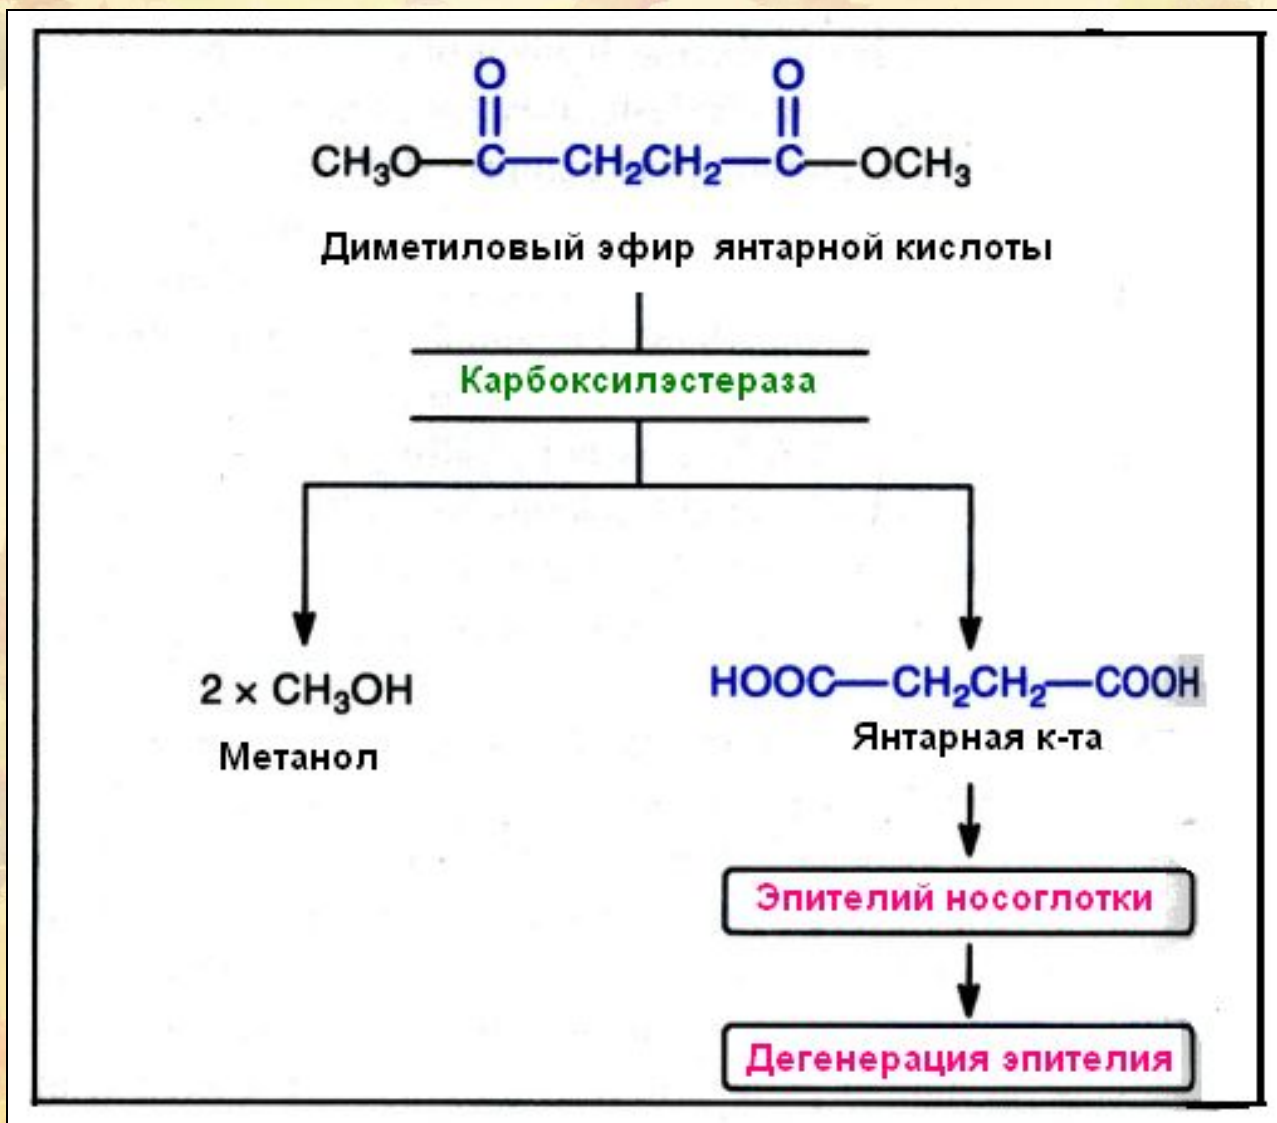 O O
CH₃O—C—CH₂CH₂—C—OCH₃
Диметиловый эфир янтарной кислоты
Карбоксилэстераза
2 × CH₃OH
Метанол
HOOC—CH₂CH₂—COOH
Янтарная к-та
Эпителий носоглотки
Дегенерация эпителия